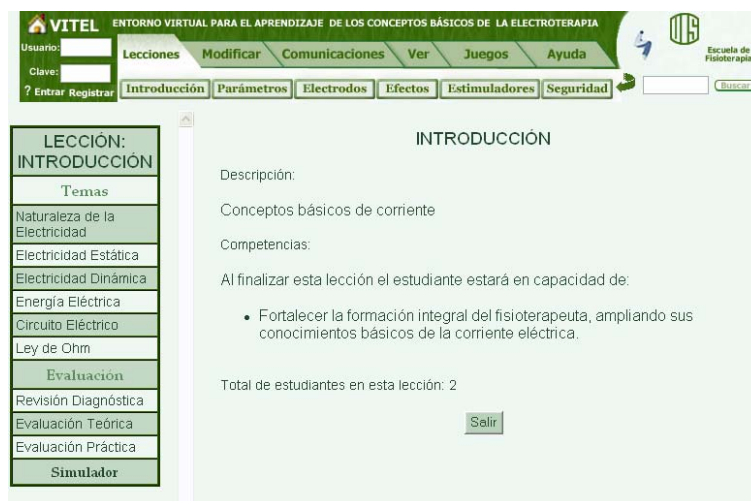 VITEL ENTORNO VIRTUAL PARA EL APRENDIZAJE DE LOS CONCEPTOS BÁSICOS DE LA ELECTROTERAPIA
Usuario:
Lecciones Modificar Comunicaciones Ver Juegos Ayuda
Escuela de
Fisioterapia
Clave:
? Entrar Registrar
Introducción Parámetros Electrodos Efectos Estimuladores Seguridad
Buscar
LECCIÓN:
INTRODUCCIÓN
Temas
Naturaleza de la
Electricidad
Electricidad Estática
Electricidad Dinámica
Energía Eléctrica
Circuito Eléctrico
Ley de Ohm
Evaluación
Revisión Diagnóstica
Evaluación Teórica
Evaluación Práctica
Simulador
INTRODUCCIÓN
Descripción:
Conceptos básicos de corriente
Competencias:
Al finalizar esta lección el estudiante estará en capacidad de:
• Fortalecer la formación integral del fisioterapeuta, ampliando sus
conocimientos básicos de la corriente eléctrica.
Total de estudiantes en esta lección: 2
Salir